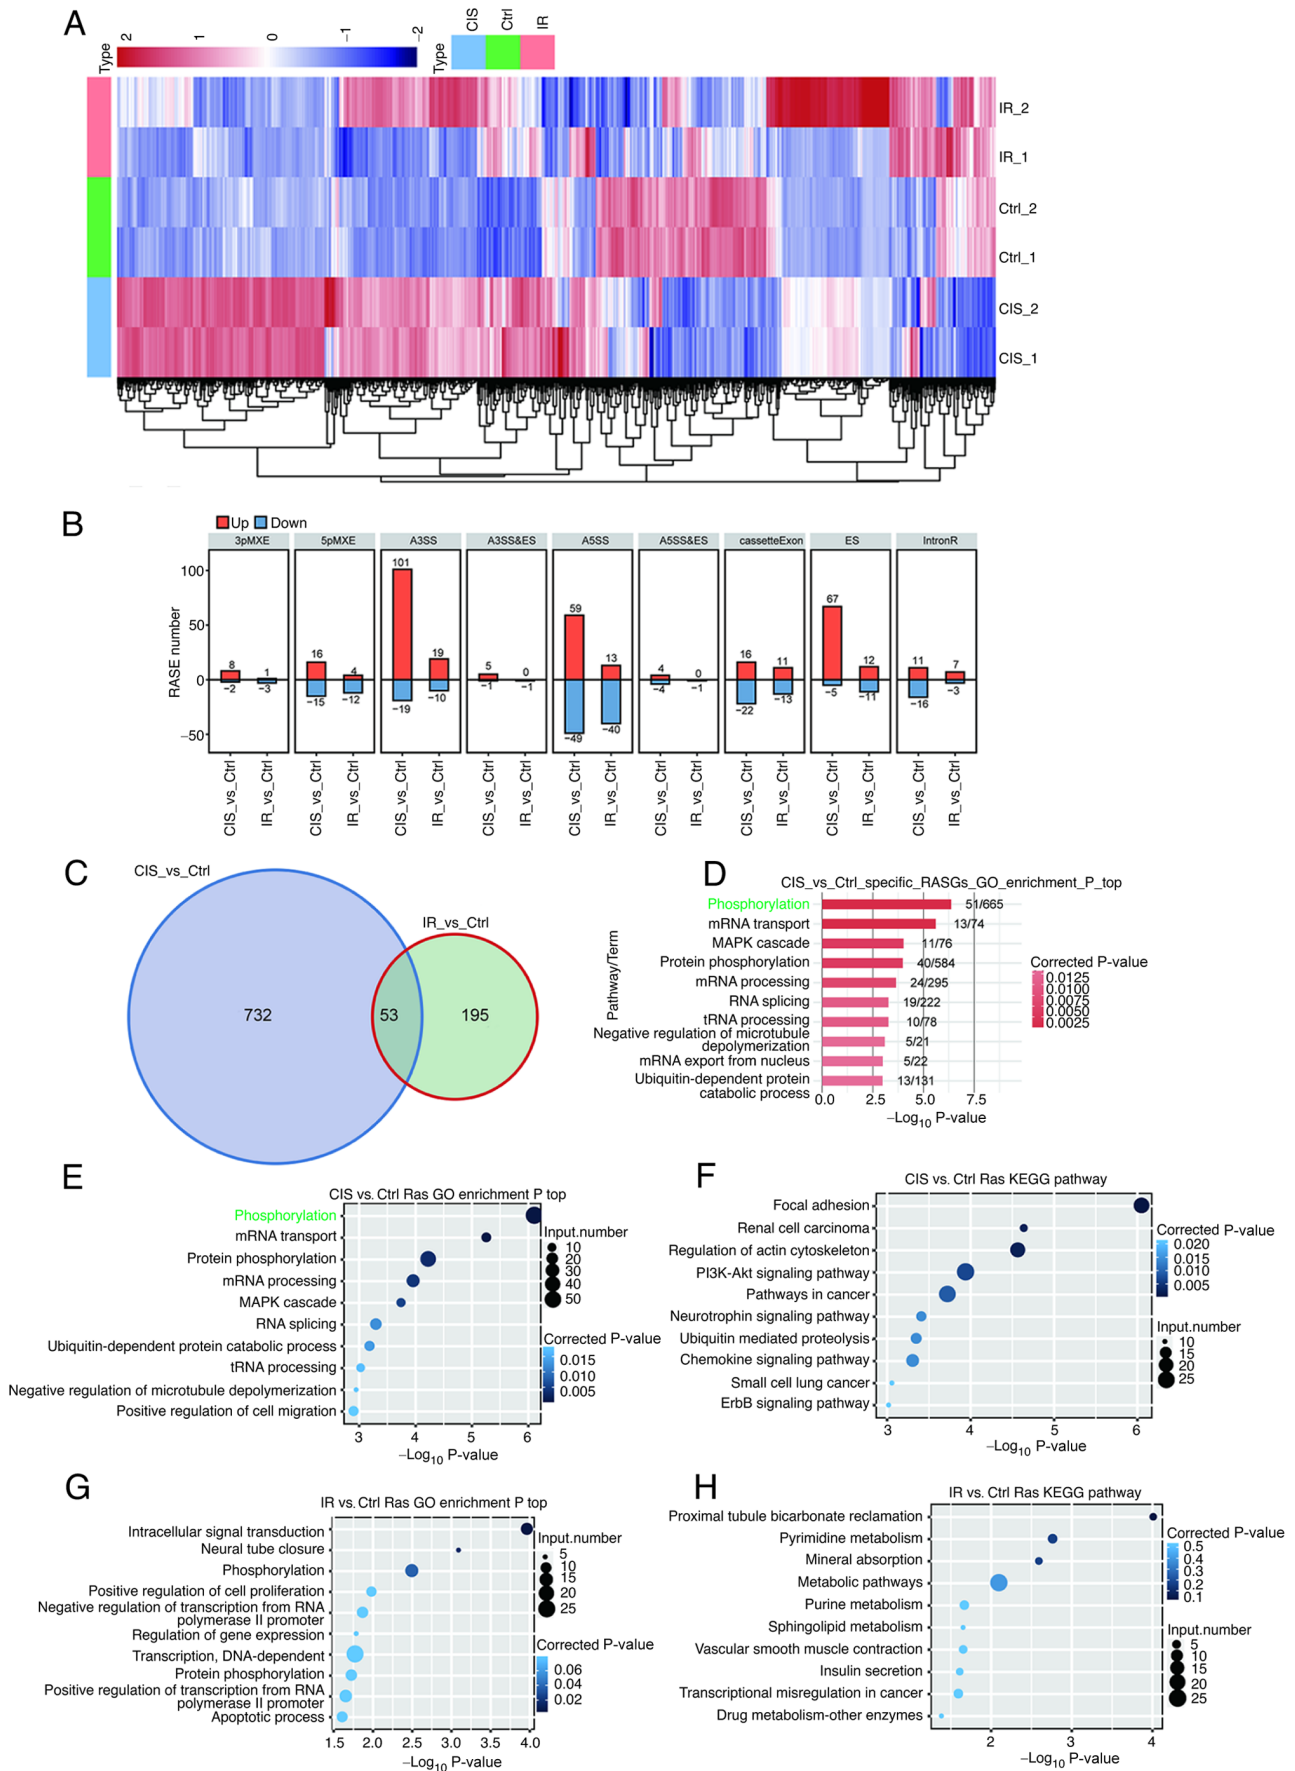 A
Type
2
1
0
−1
−2
Type
CIS
Ctrl
IR
IR_2
IR_1
Ctrl_2
Ctrl_1
CIS_2
CIS_1
B
Up Down
3pMXE 5pMXE A3SS A3SS&ES A5SS A5SS&ES cassetteExon ES IntronR
RASE number
100
50
0
−50
8 −2 1 −3
16 −15 4 −12
101 −19 19 −10
5 −1 0 −1
59 −49 13 −40
4 −4 0 −1
16 −22 11 −13
67 −5 12 −11
11 −16 7 −3
CIS_vs_Ctrl IR_vs_Ctrl CIS_vs_Ctrl IR_vs_Ctrl CIS_vs_Ctrl IR_vs_Ctrl CIS_vs_Ctrl IR_vs_Ctrl CIS_vs_Ctrl IR_vs_Ctrl CIS_vs_Ctrl IR_vs_Ctrl CIS_vs_Ctrl IR_vs_Ctrl CIS_vs_Ctrl IR_vs_Ctrl CIS_vs_Ctrl IR_vs_Ctrl
C
CIS_vs_Ctrl
IR_vs_Ctrl
732 53 195
D
CIS_vs_Ctrl_specific_RASGs_GO_enrichment_P_top
Pathway/Term
Phosphorylation 51/665
mRNA transport 13/74
MAPK cascade 11/76
Protein phosphorylation 40/584
mRNA processing 24/295
RNA splicing 19/222
tRNA processing 10/78
Negative regulation of microtubule
depolymerization 5/21
mRNA export from nucleus 5/22
Ubiquitin-dependent protein 13/131
catabolic process
0.0 2.5 5.0 7.5
−Log10 P-value
Corrected P-value
0.0125
0.0100
0.0075
0.0050
0.0025
E
CIS vs. Ctrl Ras GO enrichment P top
Phosphorylation
mRNA transport
Protein phosphorylation
mRNA processing
MAPK cascade
RNA splicing
Ubiquitin-dependent protein catabolic process
tRNA processing
Negative regulation of microtubule depolymerization
Positive regulation of cell migration
3 4 5 6
−Log10 P-value
Input.number
10
20
30
40
50
Corrected P-value
0.015
0.010
0.005
F
CIS vs. Ctrl Ras KEGG pathway
Focal adhesion
Renal cell carcinoma
Regulation of actin cytoskeleton
PI3K-Akt signaling pathway
Pathways in cancer
Neurotrophin signaling pathway
Ubiquitin mediated proteolysis
Chemokine signaling pathway
Small cell lung cancer
ErbB signaling pathway
3 4 5 6
−Log10 P-value
Corrected P-value
0.020
0.015
0.010
0.005
Input.number
10
15
20
25
G
IR vs. Ctrl Ras GO enrichment P top
Intracellular signal transduction
Neural tube closure
Phosphorylation
Positive regulation of cell proliferation
Negative regulation of transcription from RNA
polymerase II promoter
Regulation of gene expression
Transcription, DNA-dependent
Protein phosphorylation
Positive regulation of transcription from RNA
polymerase II promoter
Apoptotic process
1.5 2.0 2.5 3.0 3.5 4.0
−Log10 P-value
Input.number
5
10
15
20
25
Corrected P-value
0.06
0.04
0.02
H
IR vs. Ctrl Ras KEGG pathway
Proximal tubule bicarbonate reclamation
Pyrimidine metabolism
Mineral absorption
Metabolic pathways
Purine metabolism
Sphingolipid metabolism
Vascular smooth muscle contraction
Insulin secretion
Transcriptional misregulation in cancer
Drug metabolism-other enzymes
2 3 4
−Log10 P-value
Corrected P-value
0.5
0.4
0.3
0.2
0.1
Input.number
5
10
15
20
25